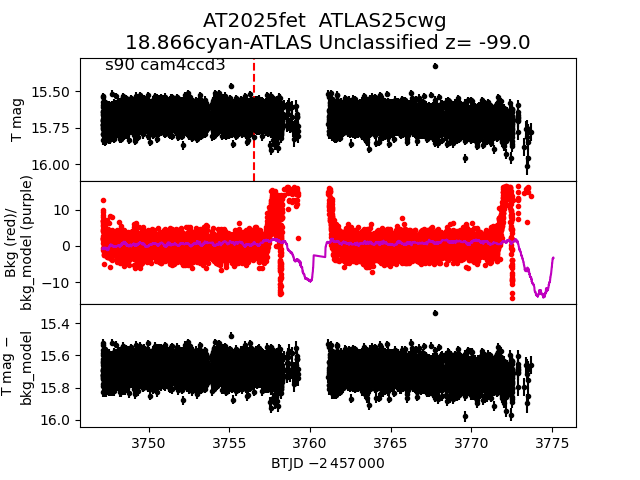 AT2025fet  ATLAS25cwg
18.866cyan-ATLAS Unclassified z= -99.0
s90 cam4ccd3
T mag
15.50
15.75
16.00
Bkg (red)/
bkg_model (purple)
10
0
−10
T mag −
bkg_model
15.4
15.6
15.8
16.0
3750
3755
3760
3765
3770
3775
BTJD −2 457 000